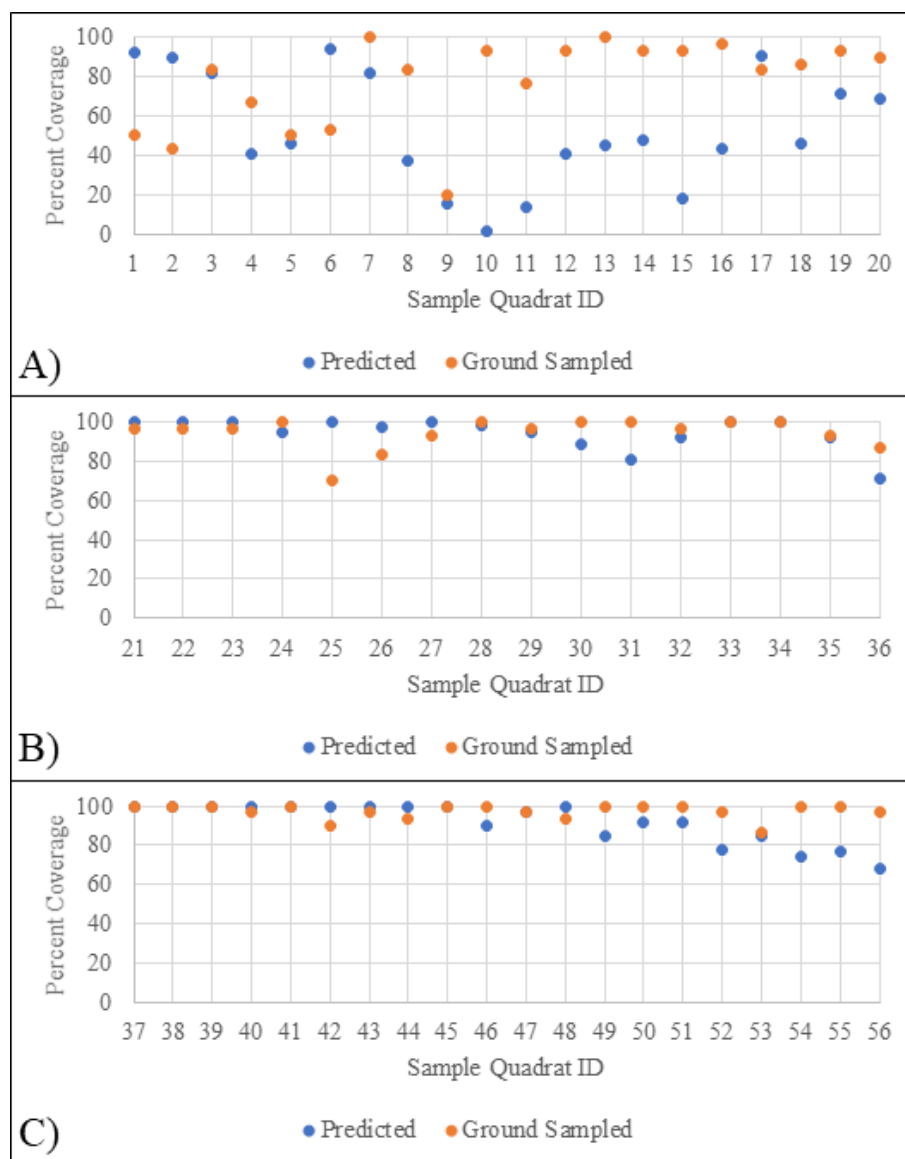 Percent Coverage
100
80
60
40
20
0
1 2 3 4 5 6 7 8 9 10 11 12 13 14 15 16 17 18 19 20
Sample Quadrat ID
A)
Predicted Ground Sampled
Percent Coverage
100
80
60
40
20
0
21 22 23 24 25 26 27 28 29 30 31 32 33 34 35 36
Sample Quadrat ID
B)
Predicted Ground Sampled
Percent Coverage
100
80
60
40
20
0
37 38 39 40 41 42 43 44 45 46 47 48 49 50 51 52 53 54 55 56
Sample Quadrat ID
C)
Predicted Ground Sampled